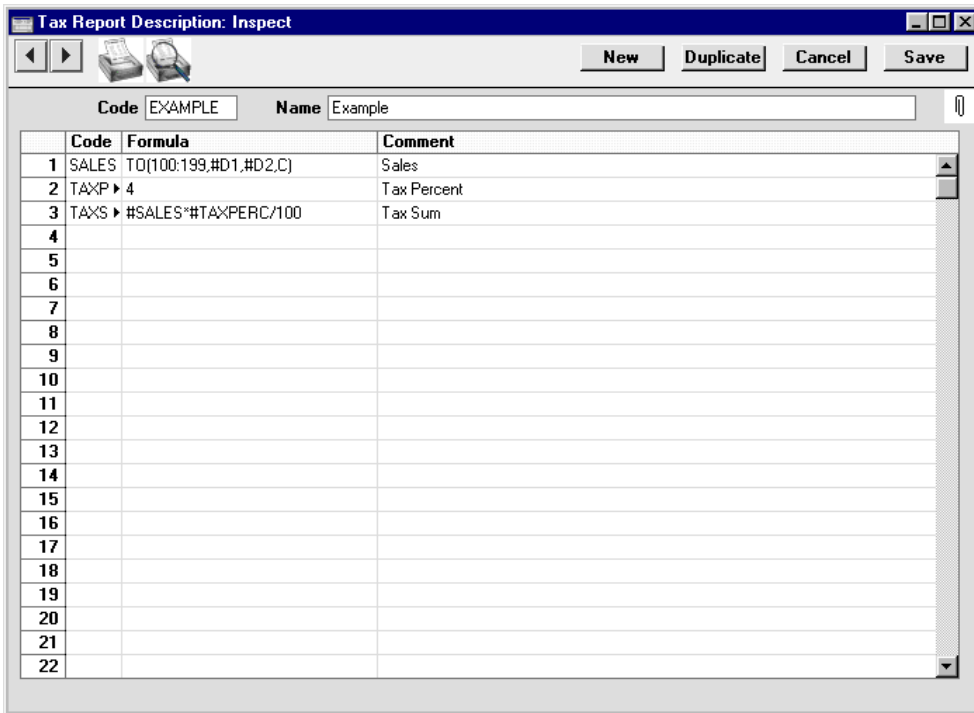 Tax Report Description: Inspect
New Duplicate Cancel Save
Code EXAMPLE Name Example
Code Formula Comment
1 SALES TO(100:199,#D1,#D2,C) Sales
2 TAXP 4 Tax Percent
3 TAXS #SALES*#TAXPERC/100 Tax Sum
4
5
6
7
8
9
10
11
12
13
14
15
16
17
18
19
20
21
22